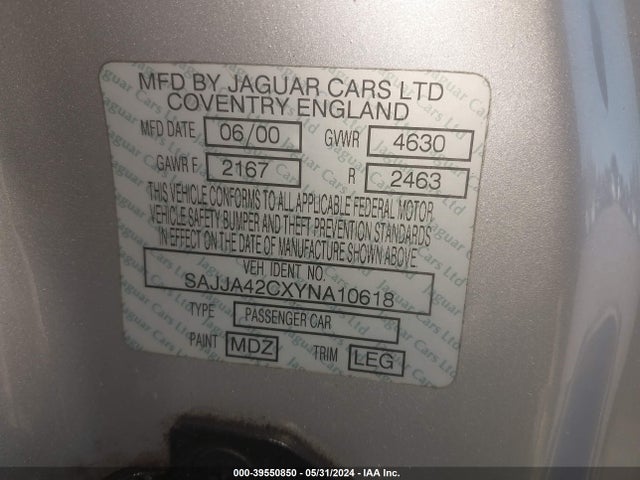 MFD BY JAGUAR CARS LTD
COVENTRY ENGLAND
MFD DATE 06/00 GVWR 4630
GAWR F 2167 R 2463
THIS VEHICLE CONFORMS TO ALL APPLICABLE FEDERAL MOTOR
VEHICLE SAFETY BUMPER AND THEFT PREVENTION STANDARDS
IN EFFECT ON THE DATE OF MANUFACTURE SHOWN ABOVE
VEH. IDENT NO.
SAJJA42CXYNA10618
TYPE PASSENGER CAR
PAINT MDZ TRIM LEG
000-39550850 - 05/31/2024 - IAA Inc.